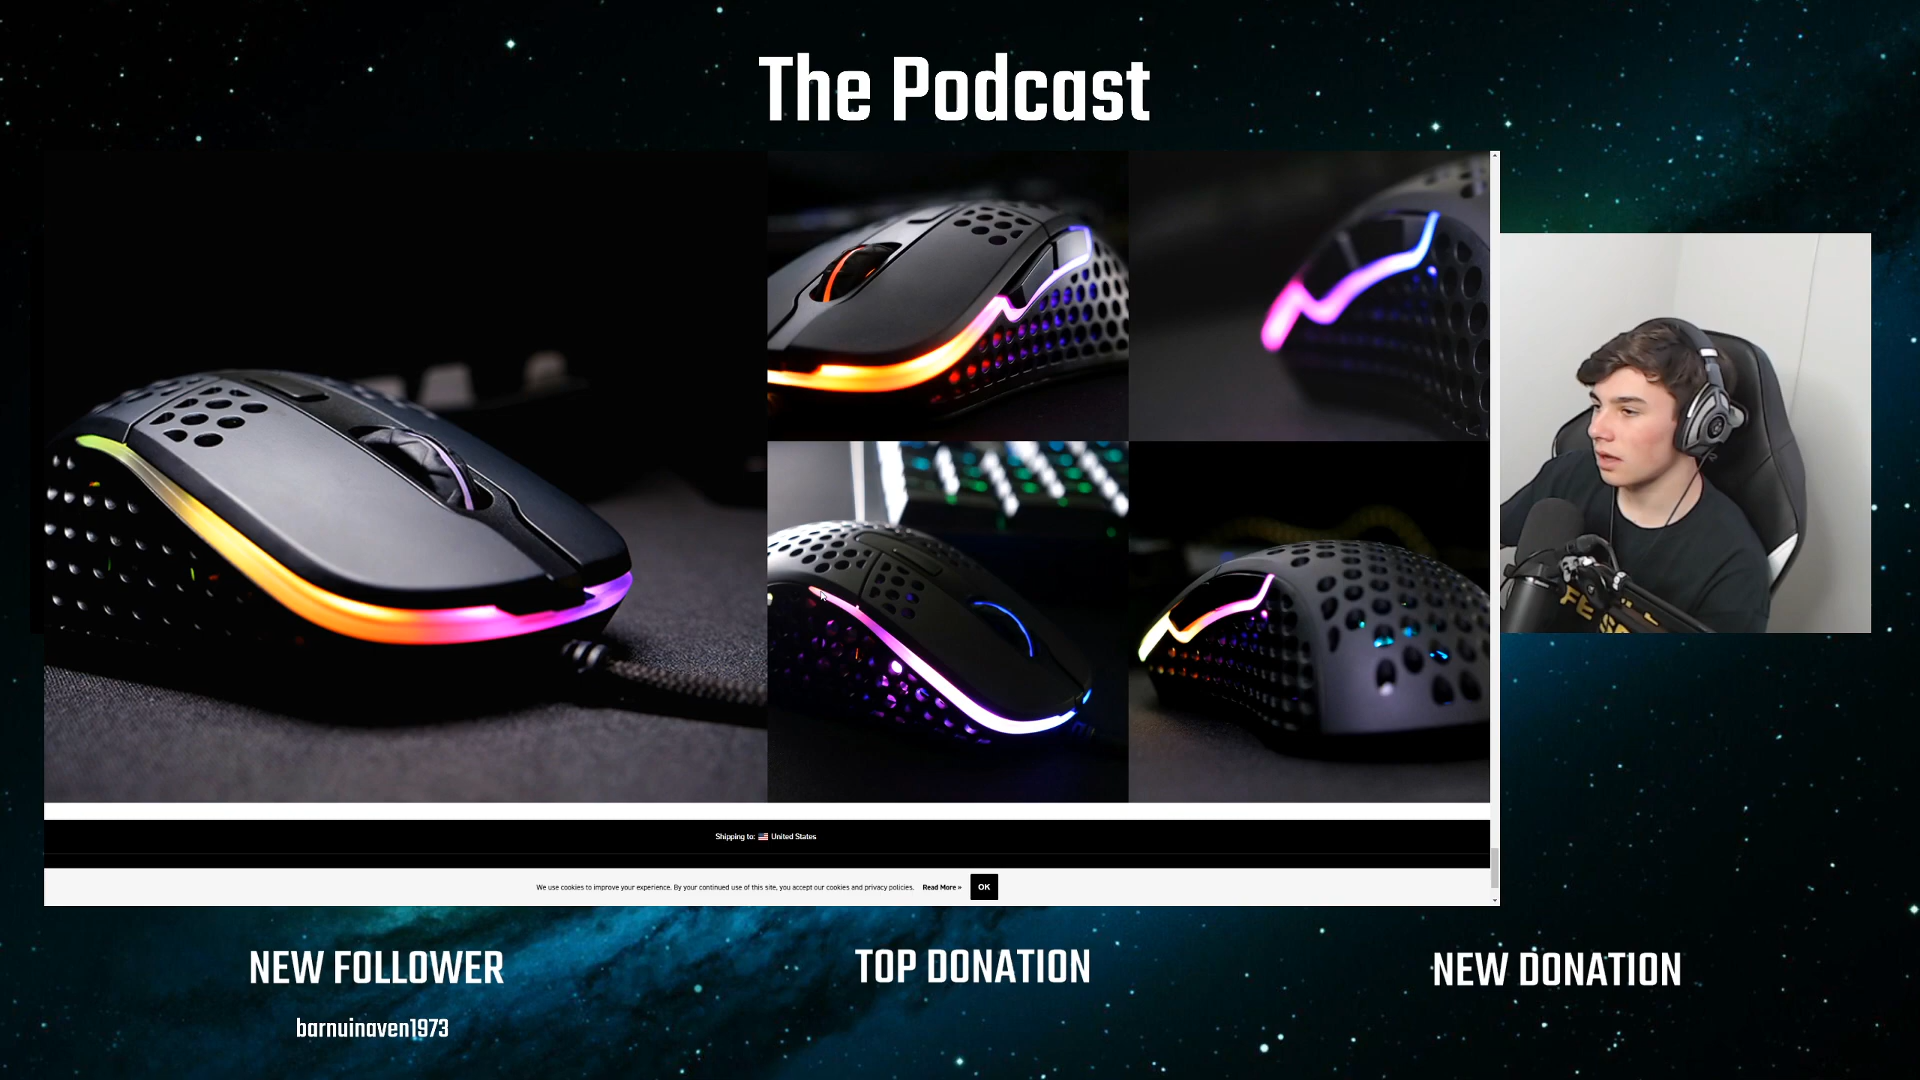 The Podcast
Shipping to: United States
We use cookies to improve your experience. By your continued use of this site, you accept our cookies and privacy policies. Read More » OK
NEW FOLLOWER
TOP DONATION
NEW DONATION
barnuinaven1973